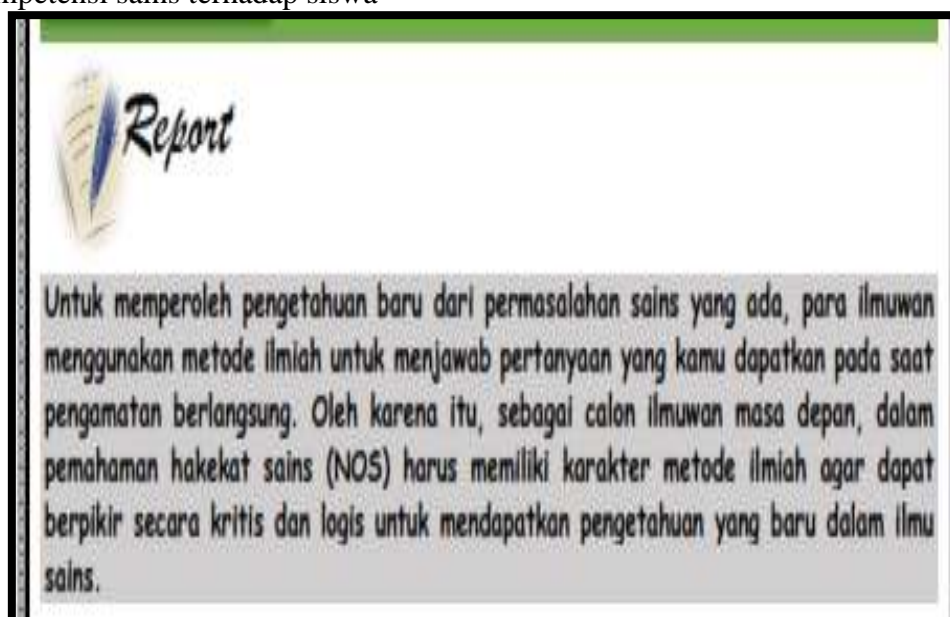 kompetensi sains terhadap siswa
Report
Untuk memperoleh pengetahuan baru dari permasalahan sains yang ada, para ilmuwan
menggunakan metode ilmiah untuk menjawab pertanyaan yang kamu dapatkan pada saat
pengamatan berlangsung. Oleh karena itu, sebagai calon ilmuwan masa depan, dalam
pemahaman hakekat sains (NOS) harus memiliki karakter metode ilmiah agar dapat
berpikir secara kritis dan logis untuk mendapatkan pengetahuan yang baru dalam ilmu
sains.